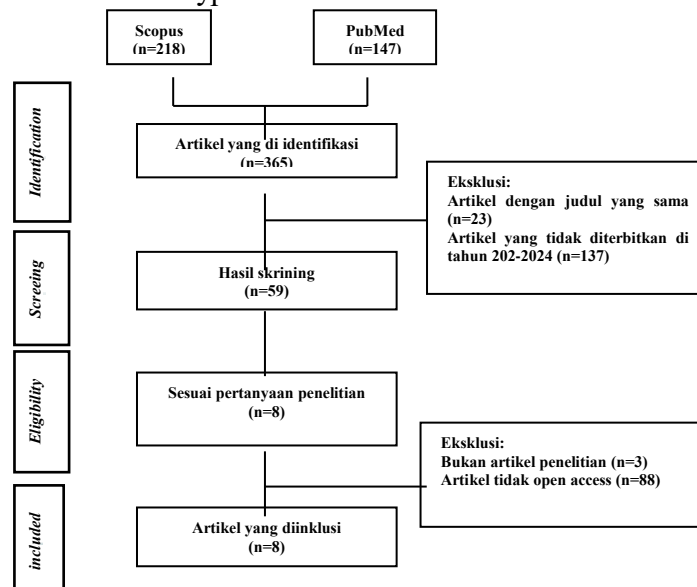 Scopus
(n=218)
PubMed
(n=147)
Identification
Artikel yang di identifikasi
(n=365)
Eksklusi:
Artikel dengan judul yang sama
(n=23)
Artikel yang tidak diterbitkan di
tahun 202-2024 (n=137)
Screeing
Hasil skrining
(n=59)
Eligibility
Sesuai pertanyaan penelitian
(n=8)
Eksklusi:
Bukan artikel penelitian (n=3)
Artikel tidak open access (n=88)
included
Artikel yang diinklusi
(n=8)